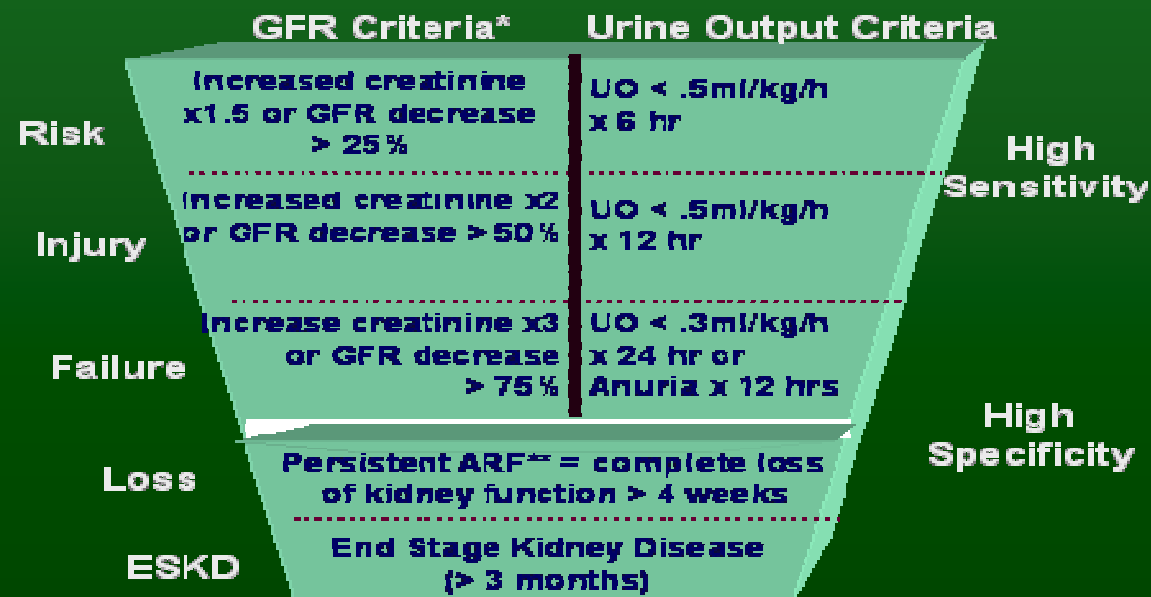 GFR Criteria* Urine Output Criteria
Risk
Increased creatinine
x1.5 or GFR decrease
> 25%
UO < .5ml/kg/h
x 6 hr
High
Sensitivity
Injury
Increased creatinine x2
or GFR decrease > 50%
UO < .5ml/kg/h
x 12 hr
Failure
Increase creatinine x3
or GFR decrease
> 75%
UO < .3ml/kg/h
x 24 hr or
Anuria x 12 hrs
High
Specificity
Loss
Persistent ARF** = complete loss
of kidney function > 4 weeks
ESKD
End Stage Kidney Disease
(> 3 months)